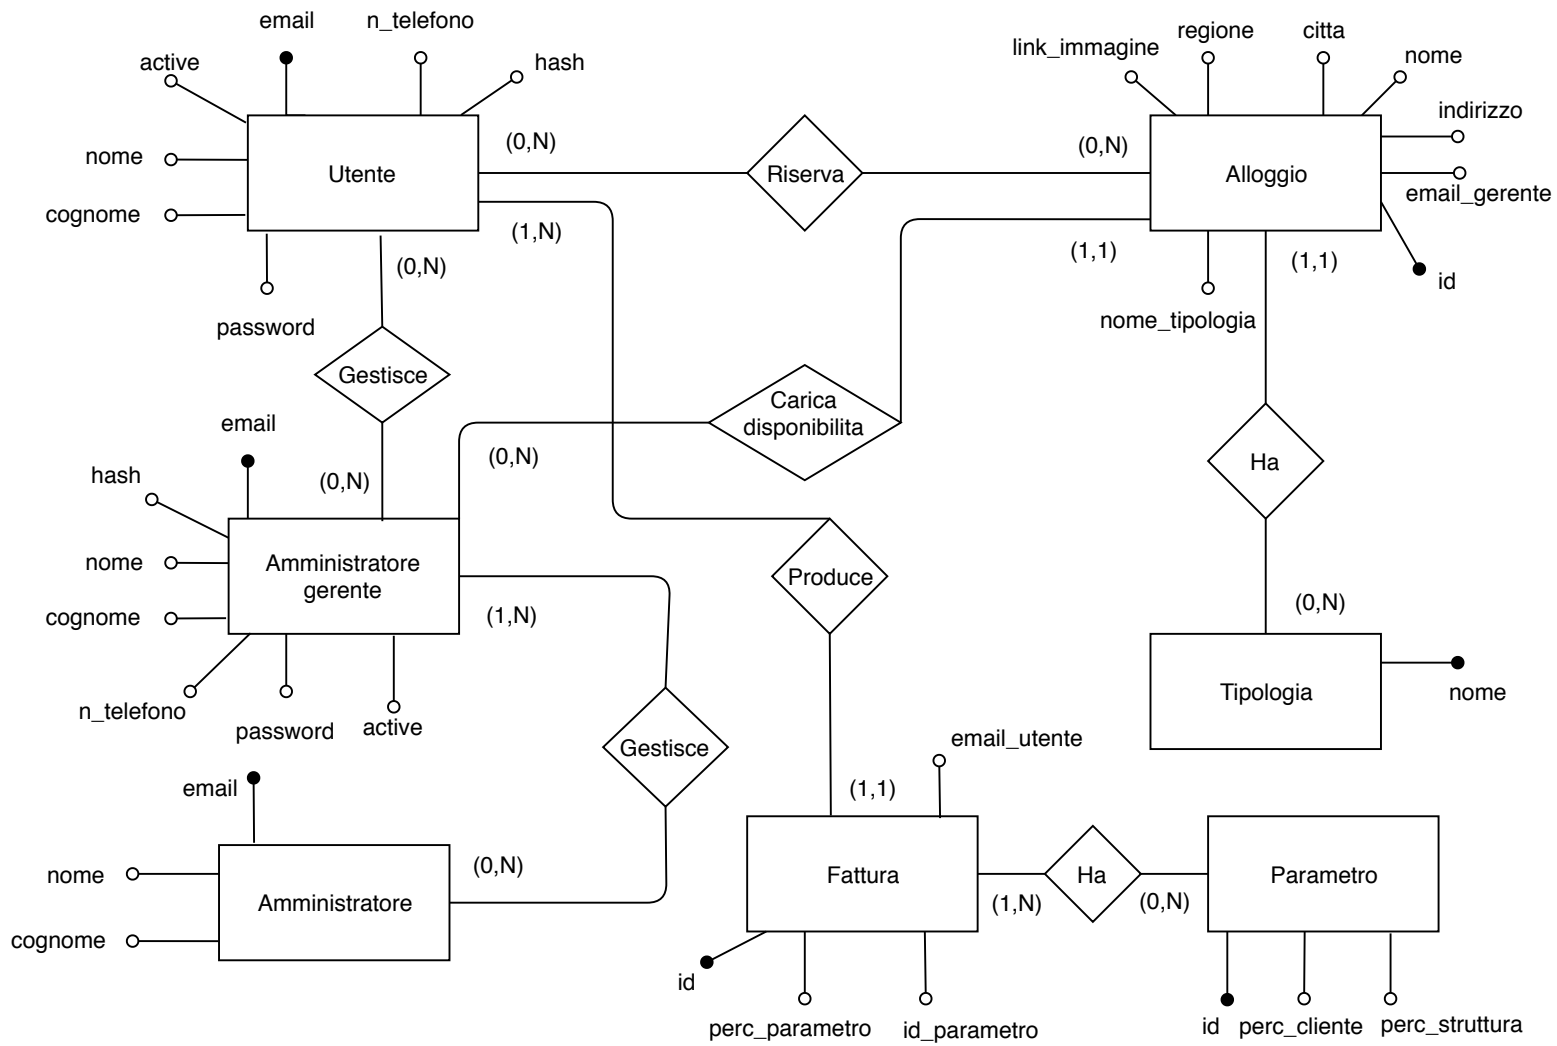 email
n_telefono
active
hash
nome
cognome
password
Utente
(0,N)
(1,N)
(0,N)
Riserva
(0,N)
link_immagine
regione
citta
nome
indirizzo
email_gerente
id
Alloggio
(1,1)
(1,1)
nome_tipologia
Gestisce
(0,N)
Carica
disponibilita
(0,N)
Ha
(0,N)
email
hash
nome
cognome
n_telefono
password
active
Amministratore
gerente
(1,N)
Produce
Tipologia
nome
Gestisce
email
nome
cognome
Amministratore
(0,N)
(1,1)
email_utente
Fattura
(1,N)
Ha
(0,N)
Parametro
id
perc_parametro
id_parametro
id
perc_cliente
perc_struttura